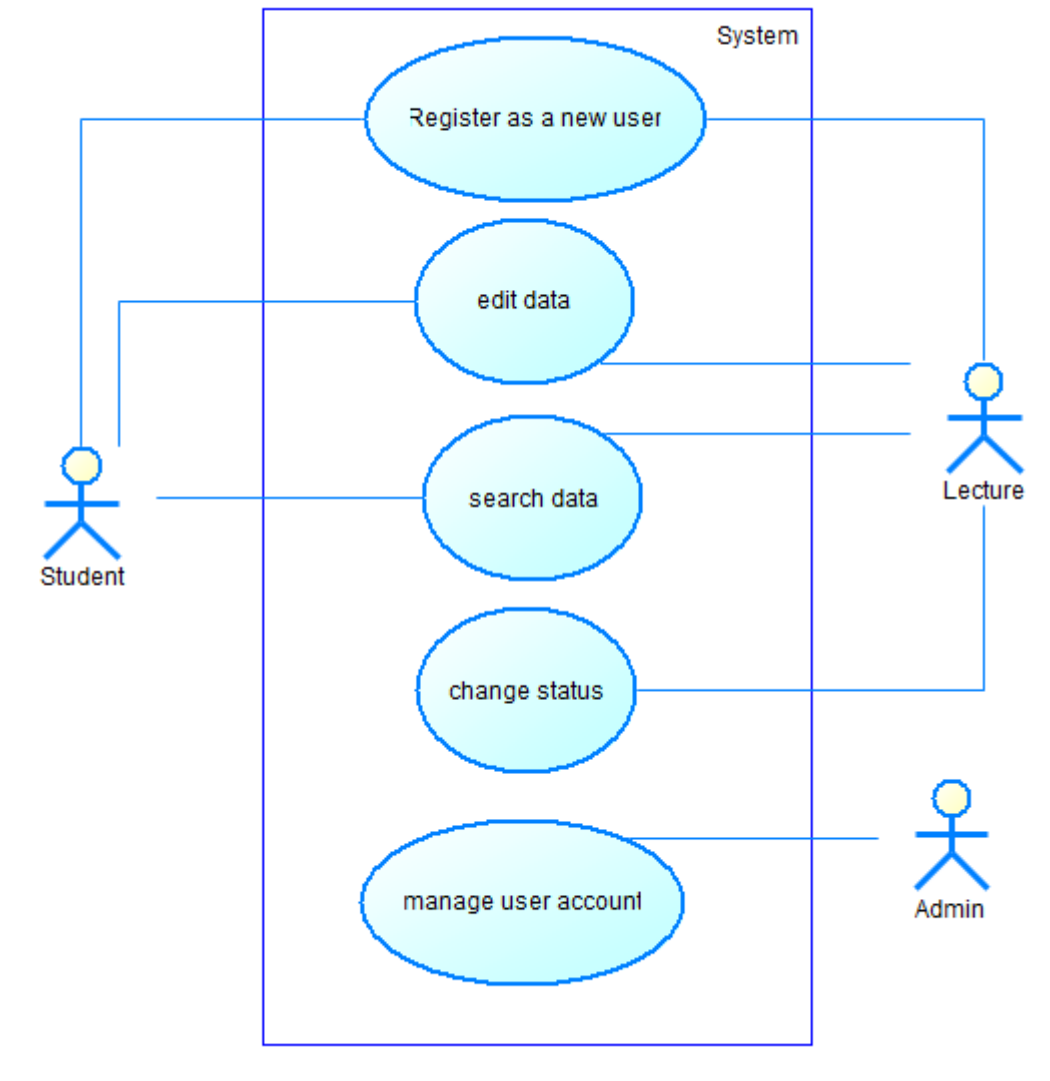 System
Register as a new user
edit data
search data
Lecture
Student
change status
manage user account
Admin